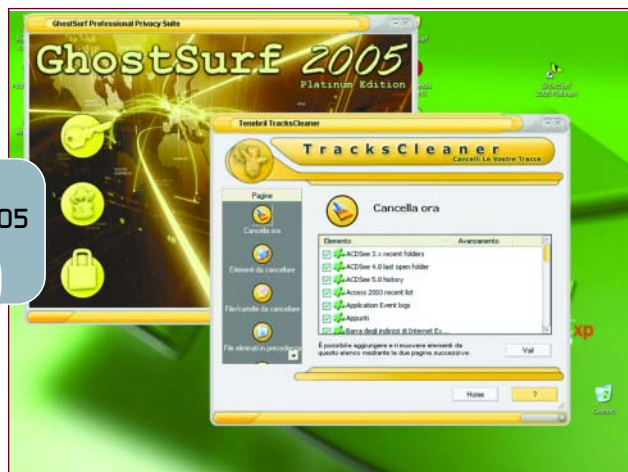 GhostSurf Professional Privacy Suite
GhostSurf 2005
Platinum Edition
GhostSurf
2005 Platinum
05
Tenebril TracksCleaner
TracksCleaner
Cancelli Le Vostre Tracce
Pagine
Cancella ora
Elementi da cancellare
File/cartelle da cancellare
File eliminati in precedenza
Cancella ora
Elemento
Avanzamento
ACDSee 3.x recent folders
ACDSee 4.0 last open folder
ACDSee 5.0 history
Access 2003 recent list
Application Event logs
Appunti
Barra degli indirizzi di Internet Ex...
È possibile aggiungere e rimuovere elementi da
questo elenco mediante le due pagine successive.
Vai!
Home
?
xp
Cestino